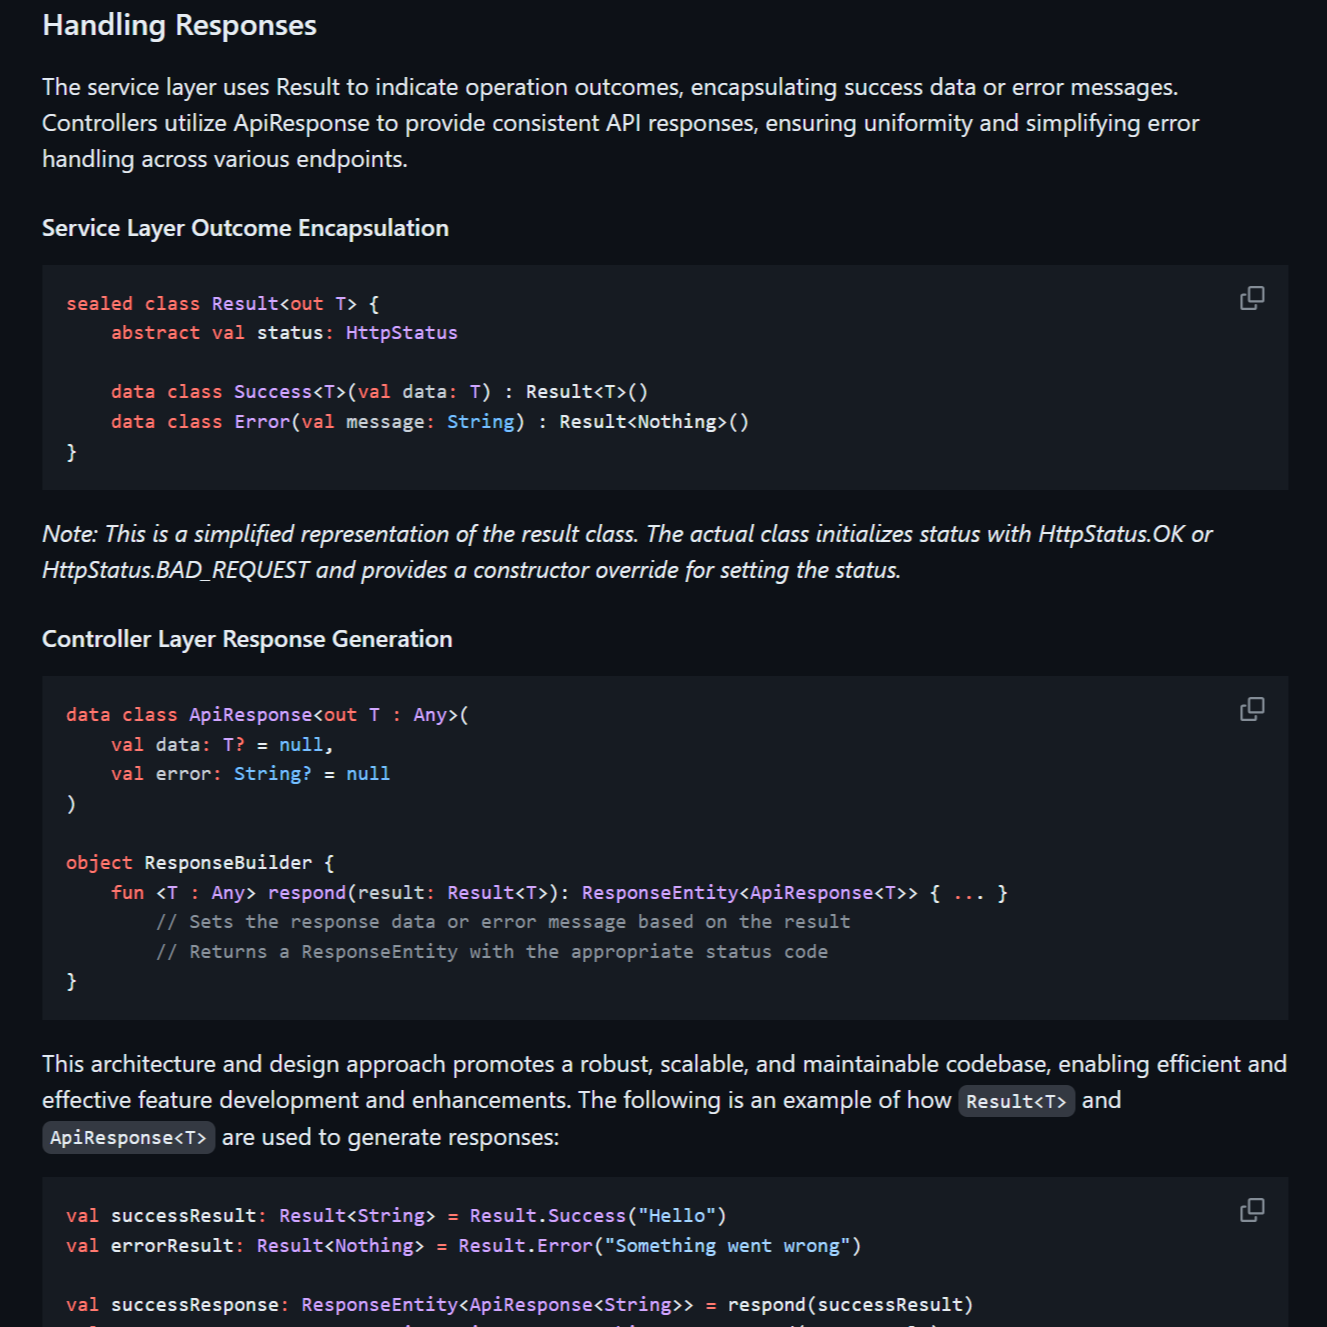 Handling Responses
The service layer uses Result to indicate operation outcomes, encapsulating success data or error messages.
Controllers utilize ApiResponse to provide consistent API responses, ensuring uniformity and simplifying error
handling across various endpoints.
Service Layer Outcome Encapsulation
sealed class Result<out T> {
    abstract val status: HttpStatus
    data class Success<T>(val data: T) : Result<T>()
    data class Error(val message: String) : Result<Nothing>()
}
Note: This is a simplified representation of the result class. The actual class initializes status with HttpStatus.OK or
HttpStatus.BAD_REQUEST and provides a constructor override for setting the status.
Controller Layer Response Generation
data class ApiResponse<out T : Any>(
    val data: T? = null,
    val error: String? = null
)
object ResponseBuilder {
    fun <T : Any> respond(result: Result<T>): ResponseEntity<ApiResponse<T>> { ... }
        // Sets the response data or error message based on the result
        // Returns a ResponseEntity with the appropriate status code
}
This architecture and design approach promotes a robust, scalable, and maintainable codebase, enabling efficient and
effective feature development and enhancements. The following is an example of how Result<T> and
ApiResponse<T> are used to generate responses:
val successResult: Result<String> = Result.Success("Hello")
val errorResult: Result<Nothing> = Result.Error("Something went wrong")
val successResponse: ResponseEntity<ApiResponse<String>> = respond(successResult)